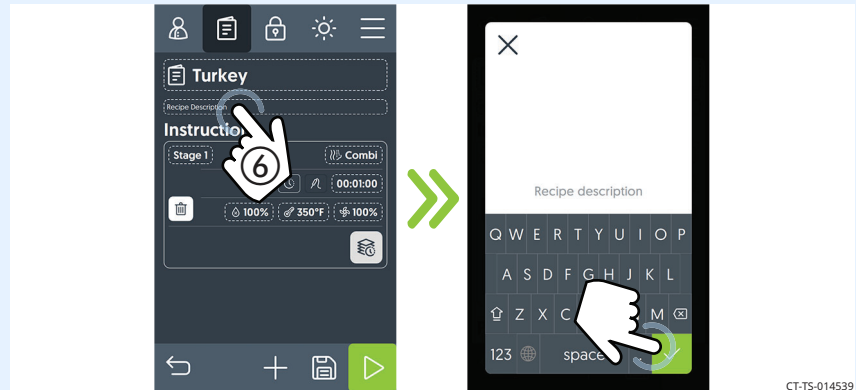 Turkey
Recipe Description
Instructio
Stage 1
Combi
00:01:00
100%
350°F
100%
6
Recipe description
Q W E R T Y U I O P
A S D F G H J K L
Z X C M
123 space .
CT-TS-014539